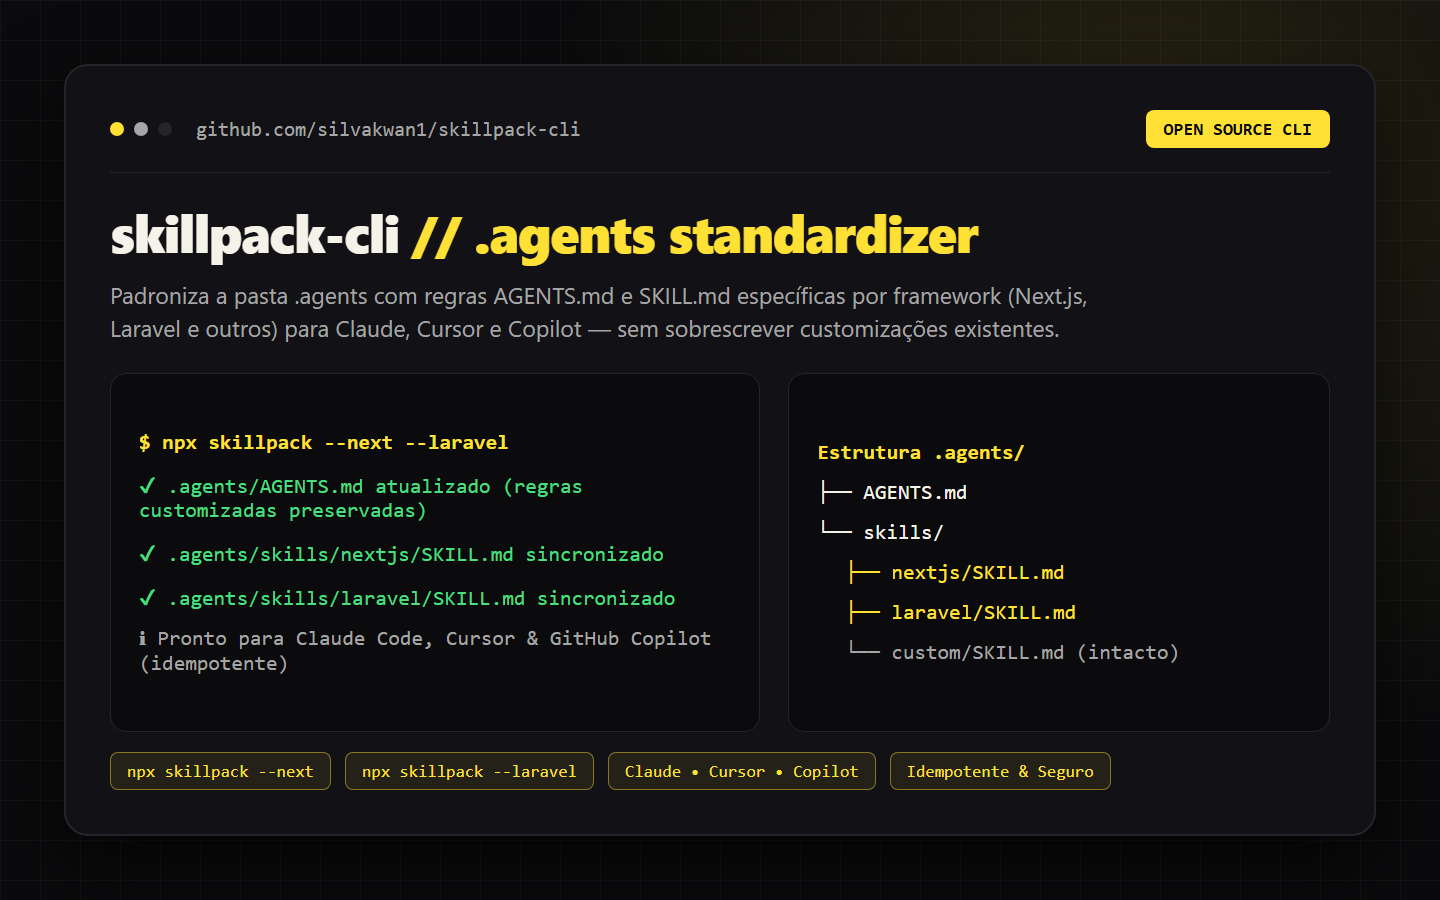 github.com/silvakwan1/skillpack-cli
OPEN SOURCE CLI
skillpack-cli // .agents standardizer
Padroniza a pasta .agents com regras AGENTS.md e SKILL.md específicas por framework (Next.js,
Laravel e outros) para Claude, Cursor e Copilot — sem sobrescrever customizações existentes.
$ npx skillpack --next --laravel
✓ .agents/AGENTS.md atualizado (regras
customizadas preservadas)
✓ .agents/skills/nextjs/SKILL.md sincronizado
✓ .agents/skills/laravel/SKILL.md sincronizado
ℹ Pronto para Claude Code, Cursor & GitHub Copilot
(idempotente)
Estrutura .agents/
├── AGENTS.md
└── skills/
├── nextjs/SKILL.md
├── laravel/SKILL.md
└── custom/SKILL.md (intacto)
npx skillpack --next
npx skillpack --laravel
Claude • Cursor • Copilot
Idempotente & Seguro